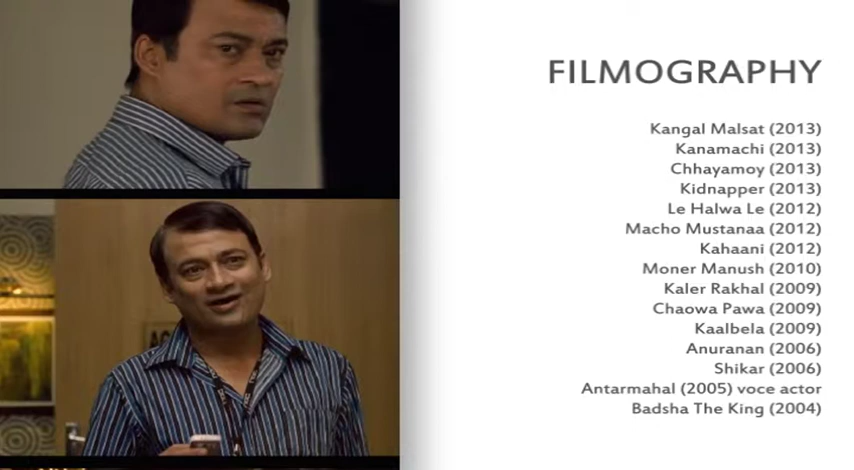 FILMOGRAPHY
Kangal Malsat (2013)
Kanamachi (2013)
Chhayamoy (2013)
Kidnapper (2013)
Le Halwa Le (2012)
Macho Mustanaa (2012)
Kahaani (2012)
Moner Manush (2010)
Kaler Rakhal (2009)
Chaowa Pawa (2009)
Kaalbela (2009)
Anuranan (2006)
Shikar (2006)
Antarmahal (2005) voce actor
Badsha The King (2004)